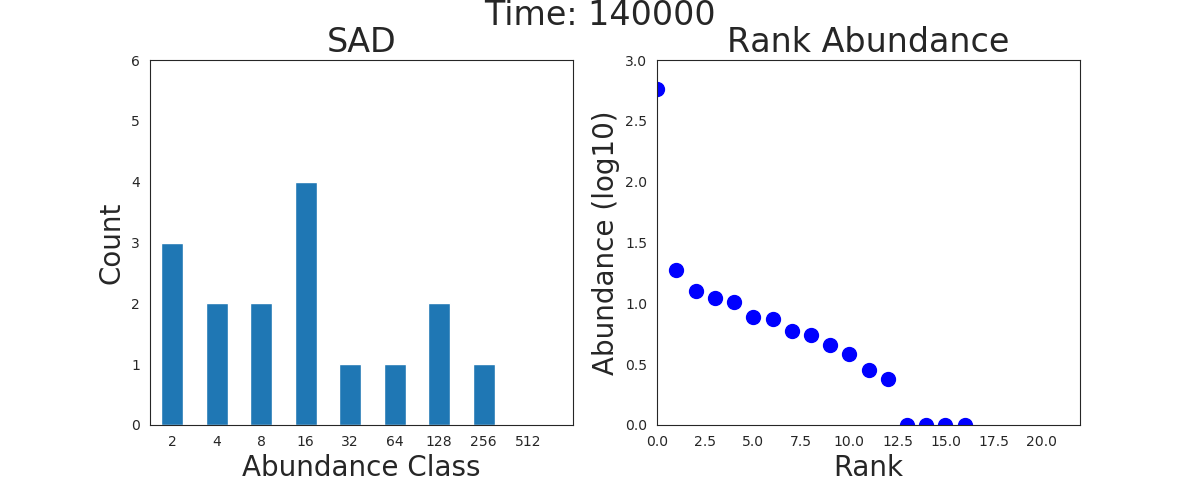 Time: 140000
SAD
Rank Abundance
6
5
4
3
2
1
0
Count
2 4 8 16 32 64 128 256 512
Abundance Class
3.0
2.5
2.0
1.5
1.0
0.5
0.0
Abundance (log10)
0.0 2.5 5.0 7.5 10.0 12.5 15.0 17.5 20.0
Rank